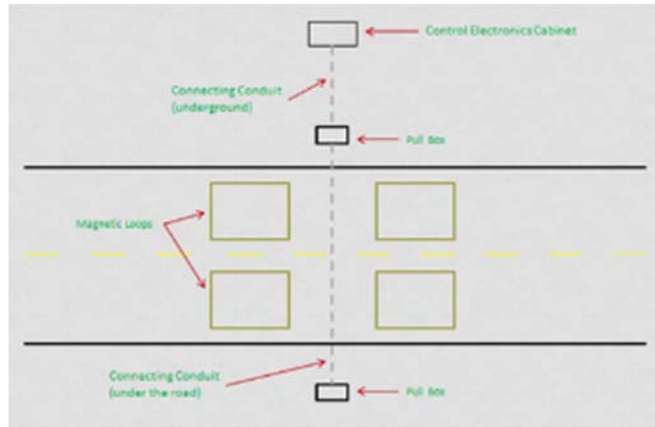 Control Electronics Cabinet
Connecting Conduit
(underground)
Pull Box
Magnetic Loops
Connecting Conduit
(under the road)
Pull Box